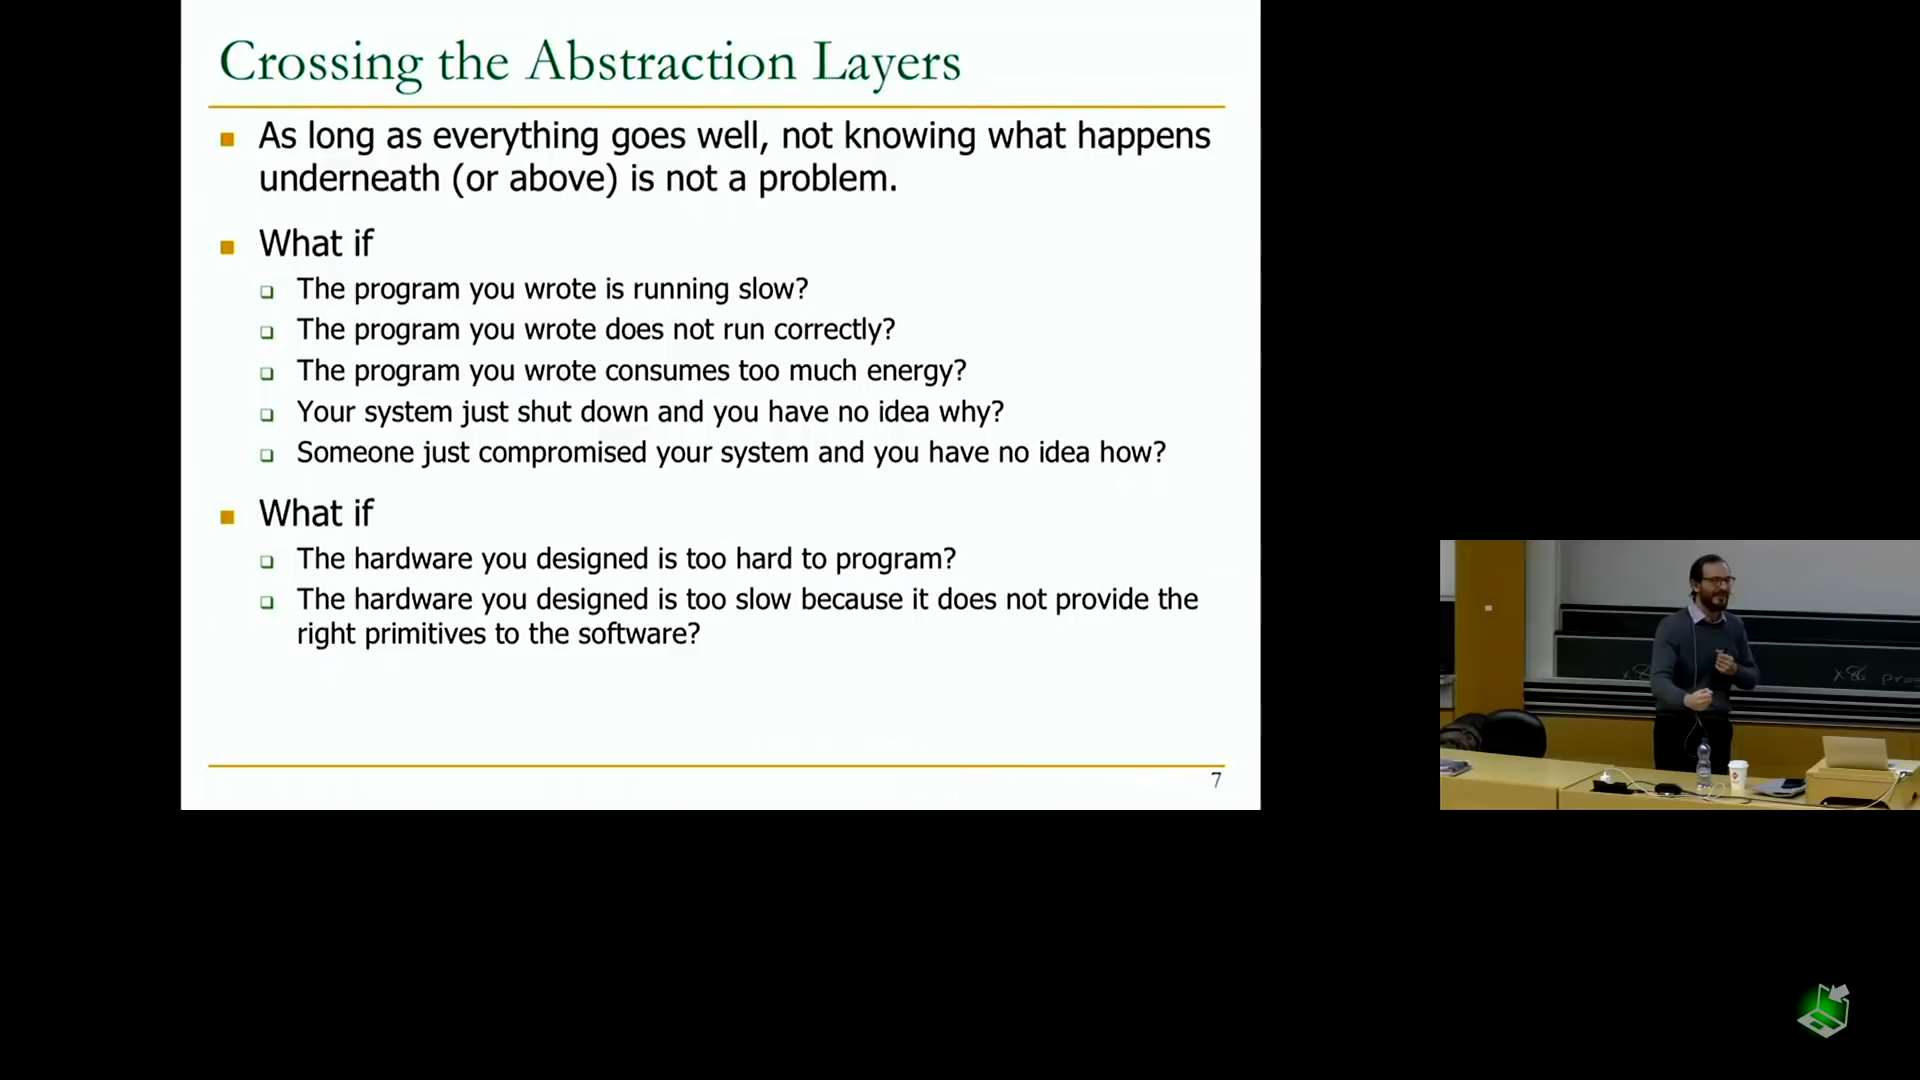 Crossing the Abstraction Layers
As long as everything goes well, not knowing what happens
underneath (or above) is not a problem.
What if
The program you wrote is running slow?
The program you wrote does not run correctly?
The program you wrote consumes too much energy?
Your system just shut down and you have no idea why?
Someone just compromised your system and you have no idea how?
What if
The hardware you designed is too hard to program?
The hardware you designed is too slow because it does not provide the
right primitives to the software?
7
x86